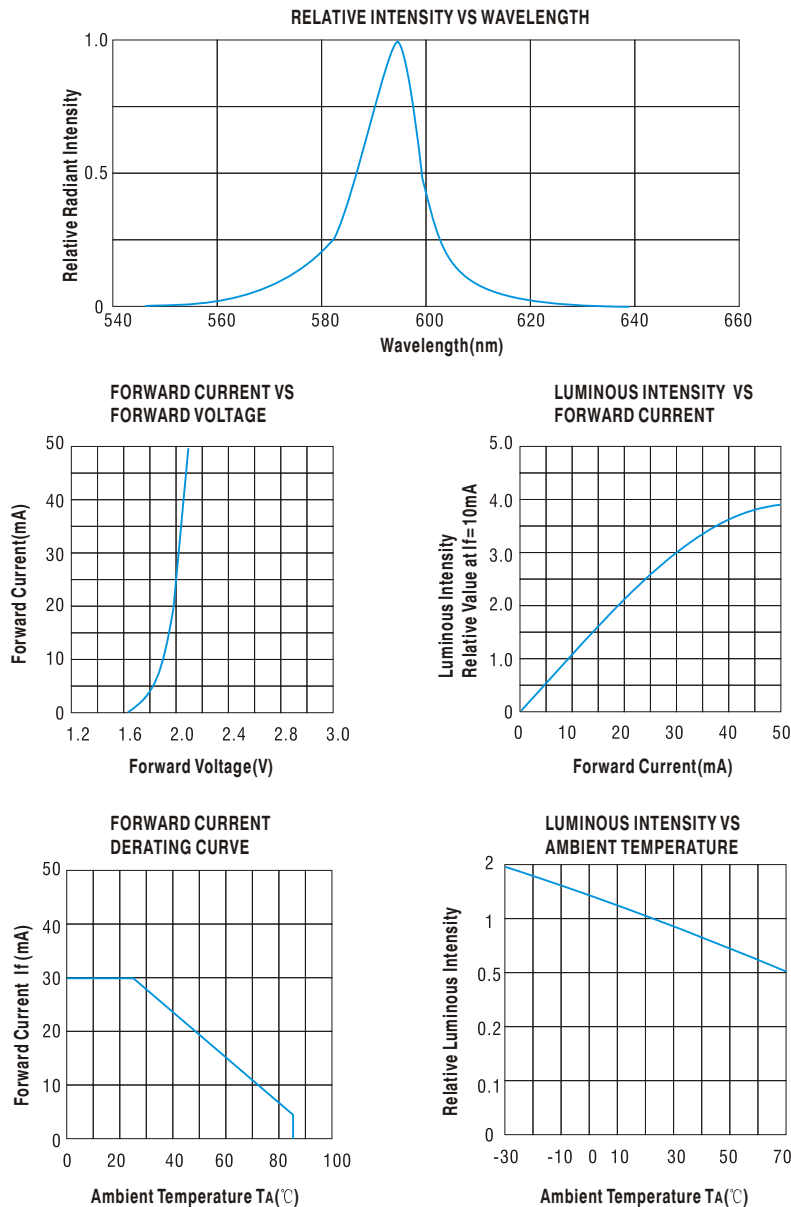 RELATIVE INTENSITY VS WAVELENGTH
1.0
0.5
0
Relative Radiant Intensity
540 560 580 600 620 640 660
Wavelength(nm)
FORWARD CURRENT VS
FORWARD VOLTAGE
50
40
30
20
10
0
Forward Current(mA)
1.2 1.6 2.0 2.4 2.8 3.0
Forward Voltage(V)
LUMINOUS INTENSITY VS
FORWARD CURRENT
5.0
4.0
3.0
2.0
1.0
0
Luminous Intensity
Relative Value at If=10mA
0 10 20 30 40 50
Forward Current(mA)
FORWARD CURRENT
DERATING CURVE
50
40
30
20
10
0
Forward Current If (mA)
0 20 40 60 80 100
Ambient Temperature TA(℃)
LUMINOUS INTENSITY VS
AMBIENT TEMPERATURE
2
1
0.5
0.2
0.1
0
Relative Luminous Intensity
-30 -10 0 10 30 50 70
Ambient Temperature TA(℃)